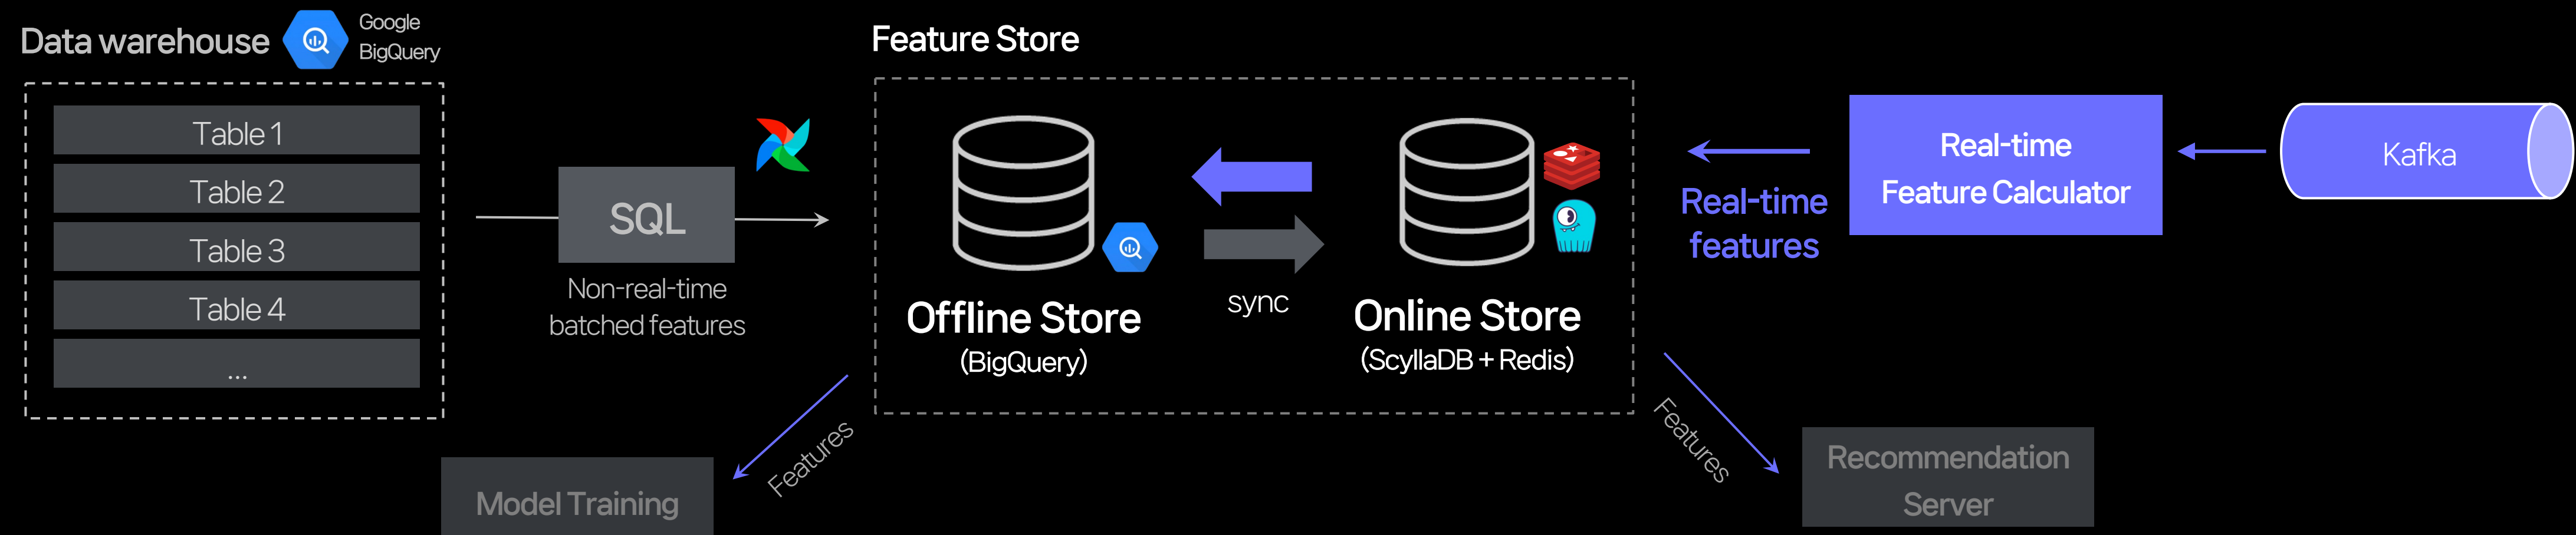 Data warehouse
Google
BigQuery
Table 1
Table 2
Table 3
Table 4
...
SQL
Non-real-time
batched features
Feature Store
Offline Store
(BigQuery)
sync
Online Store
(ScyllaDB + Redis)
Real-time
features
Real-time
Feature Calculator
Kafka
Features
Model Training
Features
Recommendation
Server